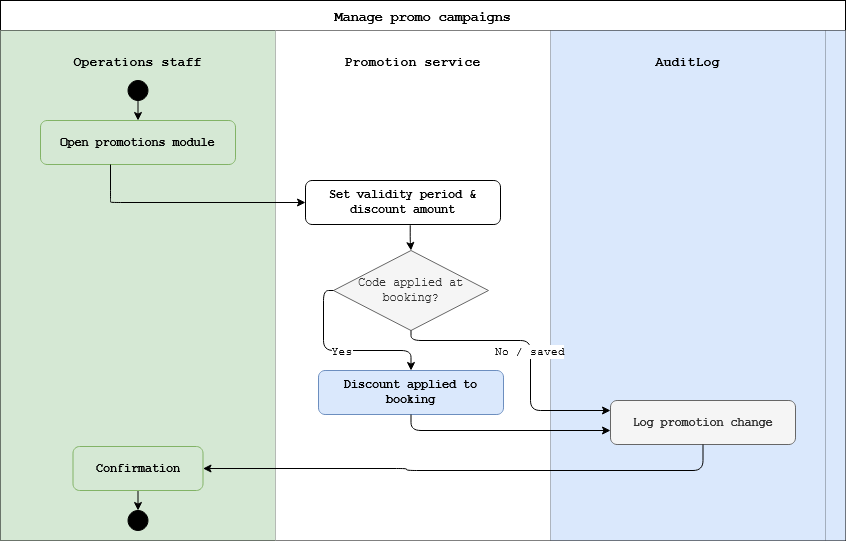 Manage promo campaigns
Operations staff
Promotion service
AuditLog
Open promotions module
Set validity period &
discount amount
Code applied at
booking?
Yes
No / saved
Discount applied to
booking
Log promotion change
Confirmation